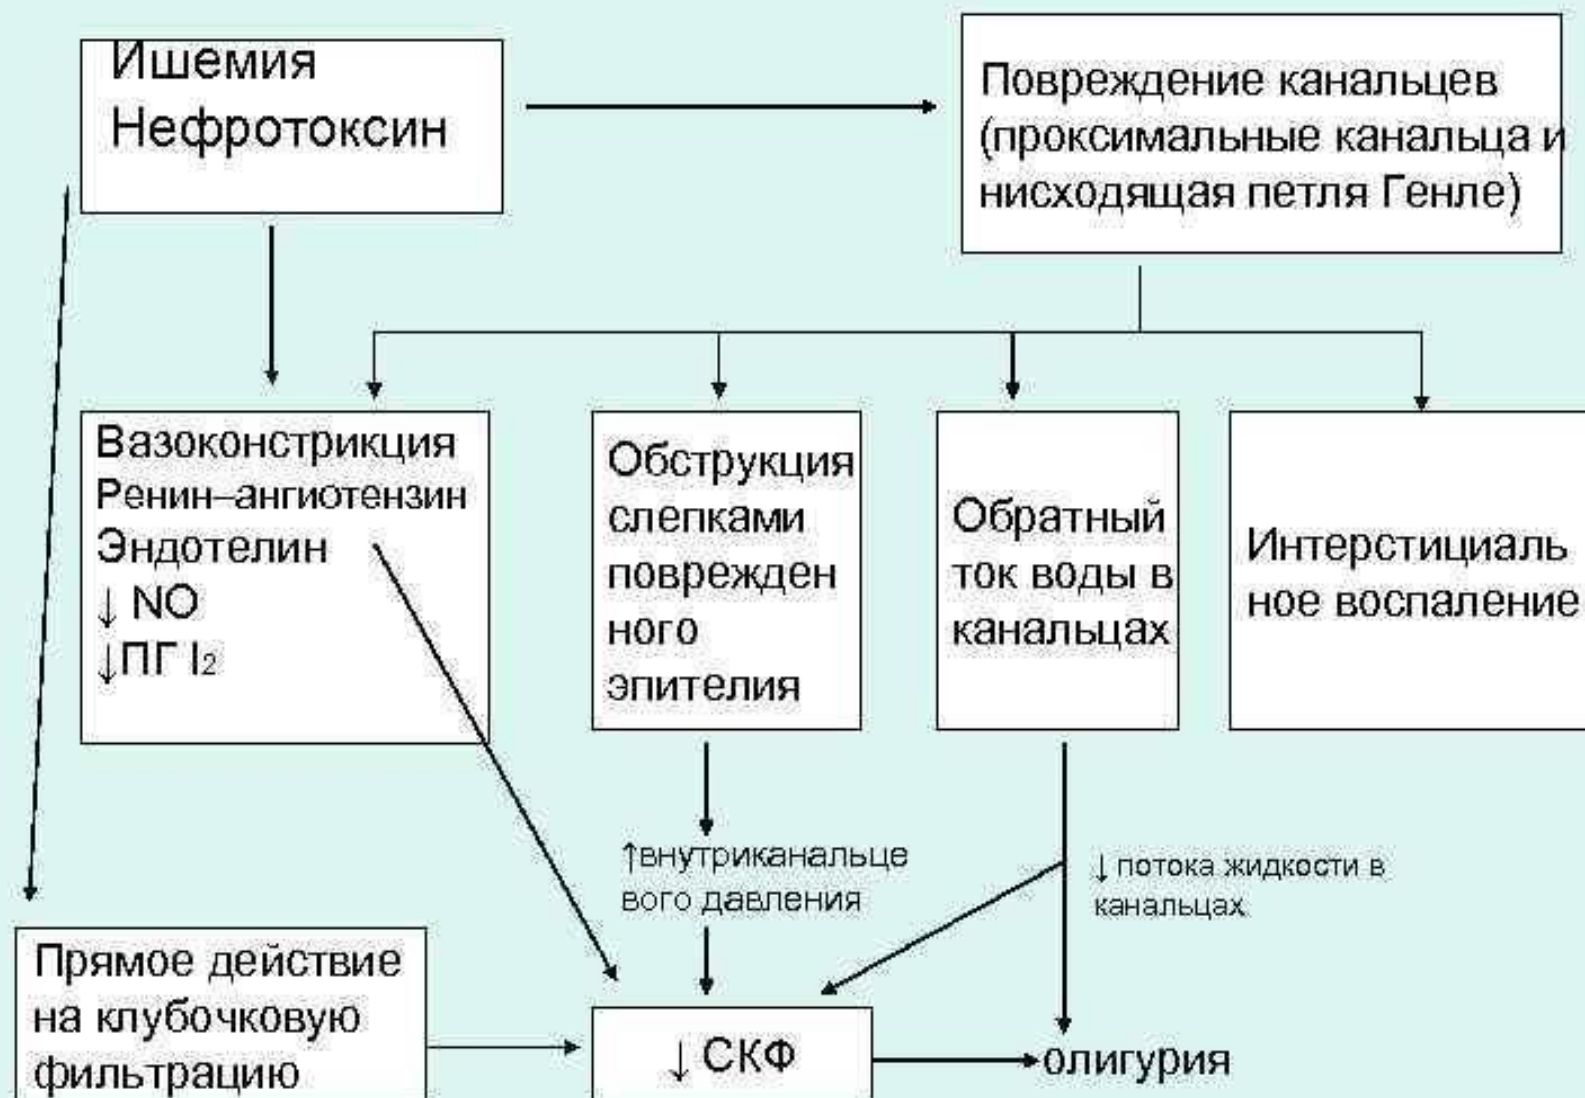 Ишемия
Нефротоксин
Повреждение канальцев
(проксимальные канальца и
нисходящая петля Генле)
Вазоконстрикция
Ренин–ангиотензин
Эндотелин
↓ NO
↓ПГ I₂
Обструкция
слепками
поврежден
ного
эпителия
Обратный
ток воды в
канальцах
Интерстициаль
ное воспаление
↑внутриканальце
вого давления
↓ потока жидкости в
канальцах
Прямое действие
на клубочковую
фильтрацию
↓ СКФ
олигурия